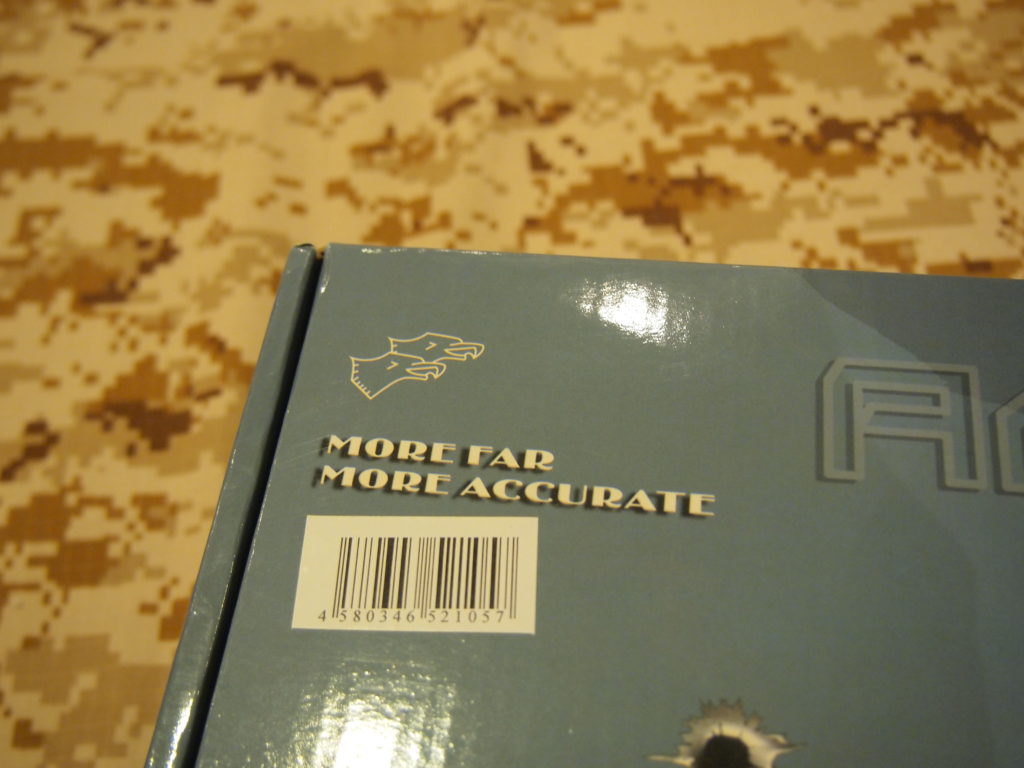 MORE FAR
MORE ACCURATE
4 580346 521057
A